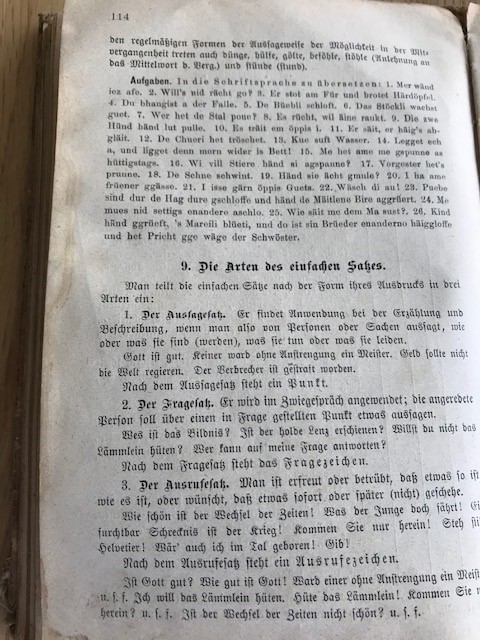 114
den regelmäßigen Formen der Aussageweise der Möglichkeit in der Mit=
vergangenheit treten auch dünge, hülfe, gölte, beföhle, stöhle (Anlehnung an
das Mittelwort d. Verg.) und stünde (stund).
Aufgaben. In die Schriftsprache zu übersetzen: 1. Mer wänd
iez afe. 2. Will's nid rächt go? 3. Er stot am Für und brotet Härdöpfel.
4. Du bhangist a der Falle. 5. De Büebli schloft. 6. Das Stöckli wachst
guet. 7. Wer het de Stal pone? 8. Es rücht, wil äine raukt. 9. Die zwe
Hünd händ lut pulle. 10. Es träit em öppis i. 11. Er säit, er häig's ab-
gläit. 12. De Chueri het tröschet. 13. Kue suft Wasser. 14. Legget ech
a, und ligget denn morn wider is Bett! 15. Me het ame me gspunne as
hüttigstags. 16. Wi vill Stiere händ si agspanne? 17. Vorgester het's
prunne. 18. De Schne schwint. 19. Händ sie ächt gmule? 20. I ha ame
früener ggässe. 21. I isse gärn öppis Guets. 22. Wäsch di au! 23. Puebe
sind dur de Hag dure gschloffe und händ de Mäitlene Bire aggrüert. 24. Me
mues nid settigs enandere aschlo. 25. Wie säit me dem Ma sust?. 26. Kind
händ ggrüeft, 's Mareili blüeti, und do ist sin Brüeder enanderno häiggloffe
und het Pricht gge wäge der Schwöster.
9. Die Arten des einfachen Satzes.
Man teilt die einfachen Sätze nach der Form ihres Ausdrucks in drei
Arten ein:
1. Der Aussagesatz. Er findet Anwendung bei der Erzählung und
Beschreibung, wenn man also von Personen oder Sachen aussagt, wie
oder was sie sind (werden), was sie tun oder was sie leiden.
Gott ist gut. Keiner ward ohne Anstrengung ein Meister. Geld sollte nicht
die Welt regieren. Der Verbrecher ist gestraft worden.
Nach dem Aussagesatz steht ein Punkt.
2. Der Fragesatz. Er wird im Zwiegespräch angewendet; die angeredete
Person soll über einen in Frage gestellten Punkt etwas aussagen.
Wes ist das Bildnis? Ist der holde Lenz erschienen? Willst du nicht das
Lämmlein hüten? Wer kann auf meine Frage antworten?
Nach dem Fragesatz steht das Fragezeichen.
3. Der Ausrufesatz. Man ist erfreut oder betrübt, daß etwas so ist
wie es ist, oder wünscht, daß etwas sofort oder später (nicht) geschehe.
Wie schön ist der Wechsel der Zeiten! Was der Junge doch fährt! Ei
furchtbar Schrecknis ist der Krieg! Kommen Sie nur herein! Steh sti
Helvetier! Wär' auch ich im Tal geboren! Gib!
Nach dem Ausrufesatz steht ein Ausrufezeichen.
Ist Gott gut? Wie gut ist Gott! Ward einer ohne Anstrengung ein Meist
u. s. f. Ich will das Lämmlein hüten. Hüte das Lämmlein! Kommen Sie n
herein? u. s. f. Ist der Wechsel der Zeiten nicht schön? u. s. f.